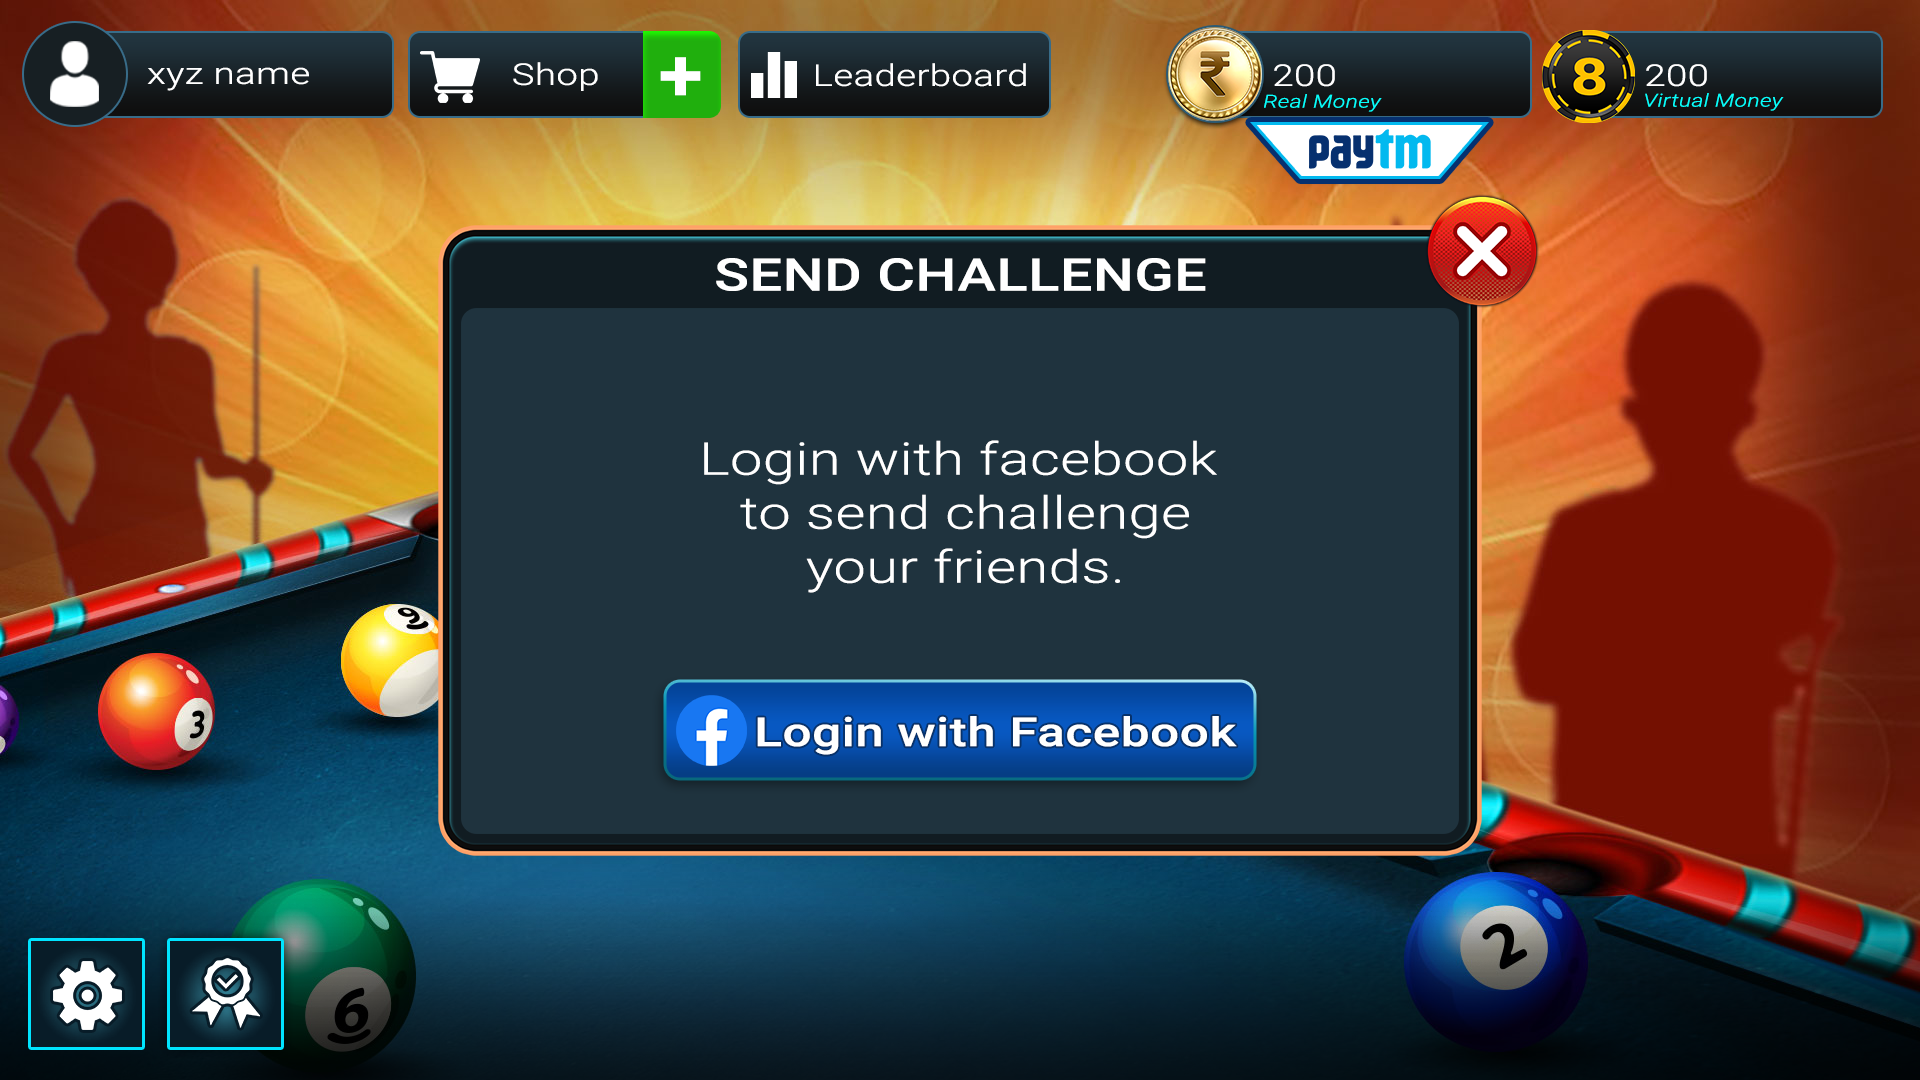 xyz name
Shop
Leaderboard
₹
200
Real Money
8
200
Virtual Money
paytm
SEND CHALLENGE
Login with facebook
to send challenge
your friends.
Login with Facebook
9
3
6
2